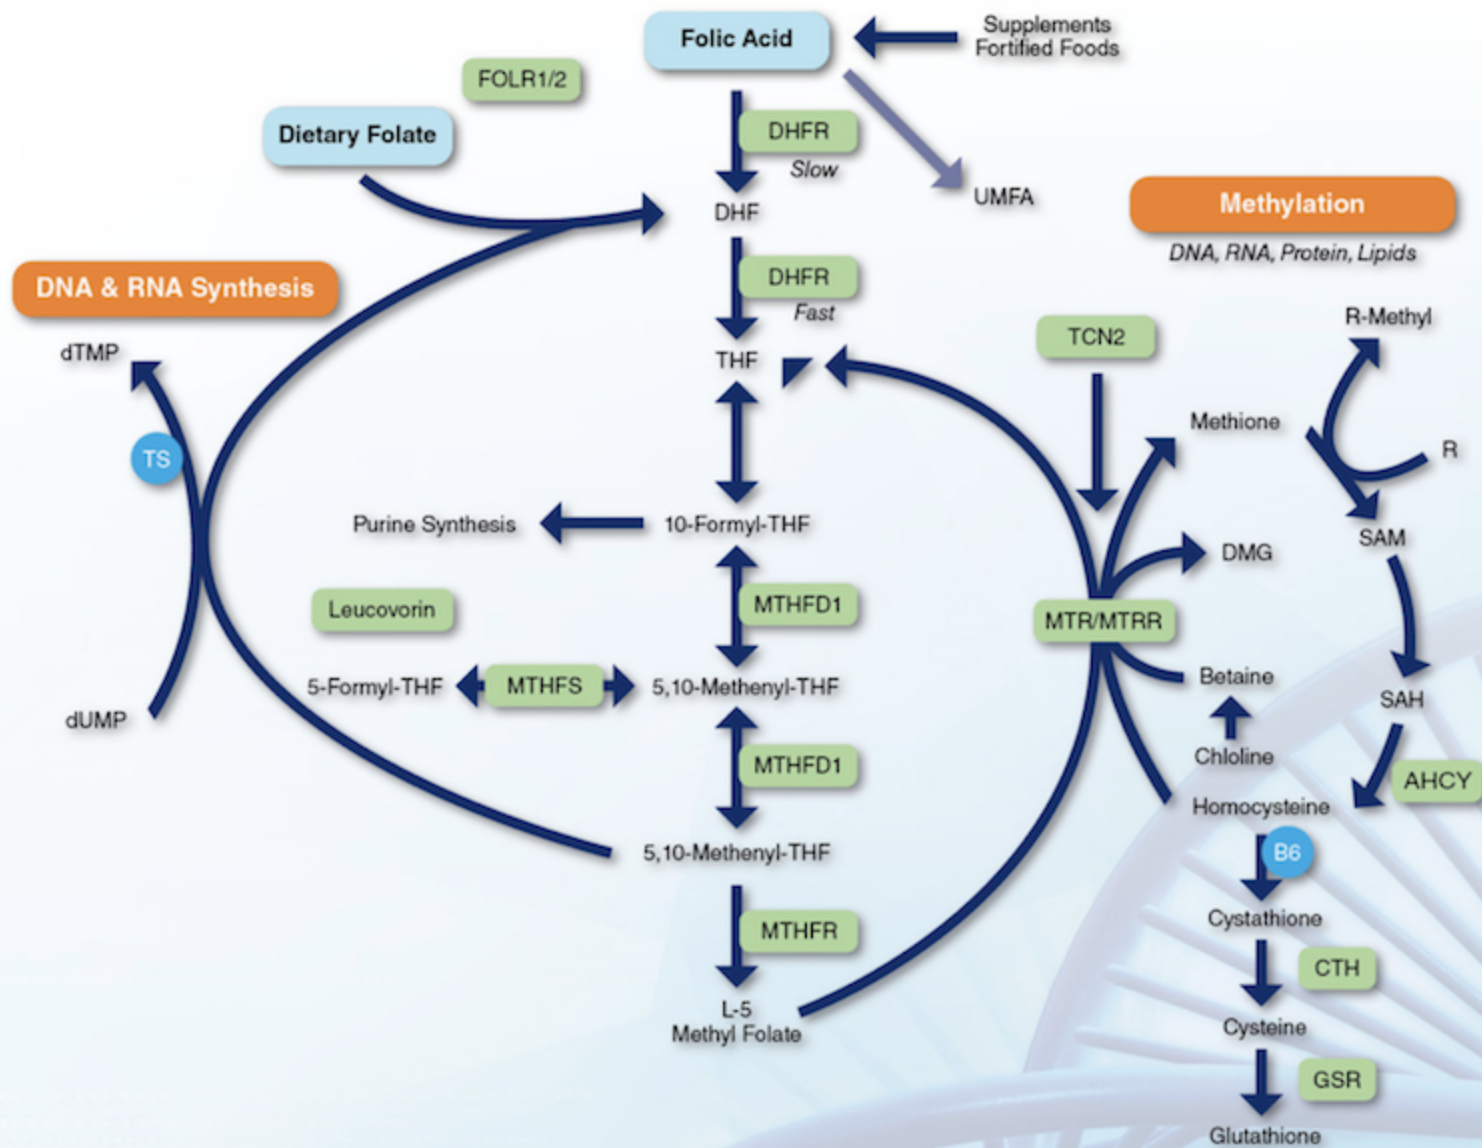 Folic Acid
Supplements
Fortified Foods
FOLR1/2
Dietary Folate
DHFR
Slow
UMFA
DHF
Methylation
DNA, RNA, Protein, Lipids
DNA & RNA Synthesis
DHFR
Fast
dTMP
THF
TCN2
R-Methyl
Methione
R
TS
Purine Synthesis
10-Formyl-THF
SAM
DMG
Leucovorin
MTHFD1
MTR/MTRR
5-Formyl-THF
MTHFS
5,10-Methenyl-THF
Betaine
SAH
dUMP
Chloline
MTHFD1
AHCY
Homocysteine
B6
5,10-Methenyl-THF
Cystathione
MTHFR
CTH
L-5
Methyl Folate
Cysteine
GSR
Glutathione